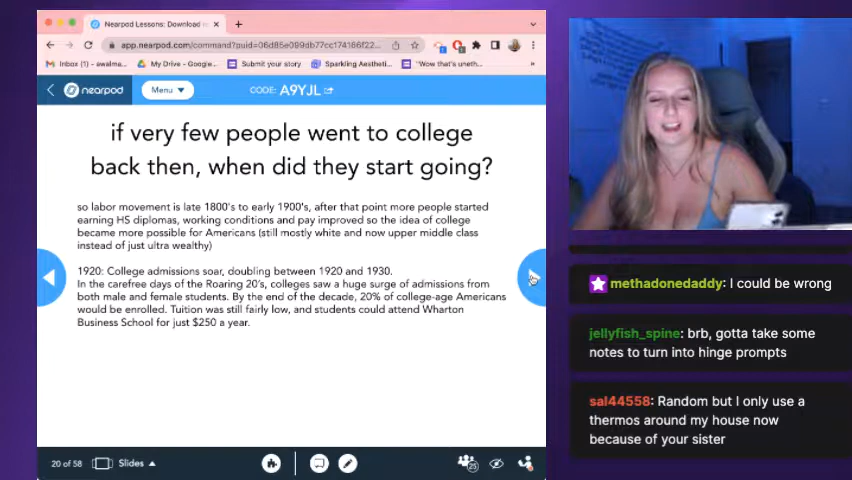 Nearpod Lessons: Download re
app.nearpod.com/command?puid=06d85e099db77cc174166f22...
Inbox (1) - awalma...
My Drive - Google...
Submit your story
Sparkling Aesthetic...
"Wow that's uneth...
nearpod
Menu
CODE: A9YJL
if very few people went to college
back then, when did they start going?
so labor movement is late 1800's to early 1900's, after that point more people started
earning HS diplomas, working conditions and pay improved so the idea of college
became more possible for Americans (still mostly white and now upper middle class
instead of just ultra wealthy)
1920: College admissions soar, doubling between 1920 and 1930.
In the carefree days of the Roaring 20's, colleges saw a huge surge of admissions from
both male and female students. By the end of the decade, 20% of college-age Americans
would be enrolled. Tuition was still fairly low, and students could attend Wharton
Business School for just $250 a year.
20 of 58
Slides
25
methadonedaddy: I could be wrong
jellyfish_spine: brb, gotta take some
notes to turn into hinge prompts
sal44558: Random but I only use a
thermos around my house now
because of your sister